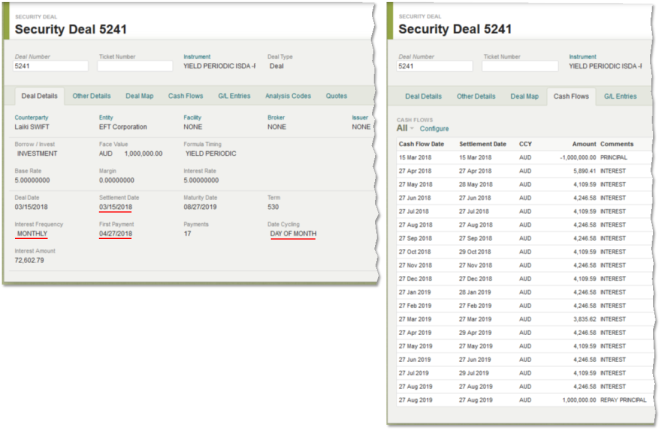 SECURITY DEAL
Security Deal 5241
Deal Number Ticket Number Instrument Deal Type
5241 YIELD PERIODIC ISDA -F Deal
Deal Details Other Details Deal Map Cash Flows G/L Entries Analysis Codes Quotes
Counterparty Entity Facility Broker Issuer
Laiki SWIFT EFT Corporation NONE NONE NONE
Borrow / Invest Face Value Formula Timing
INVESTMENT AUD 1,000,000.00 YIELD PERIODIC
Base Rate Margin Interest Rate
5.00000000 0.00000000 5.00000000
Deal Date Settlement Date Maturity Date Term
03/15/2018 03/15/2018 08/27/2019 530
Interest Frequency First Payment Payments Date Cycling
MONTHLY 04/27/2018 17 DAY OF MONTH
Interest Amount
72,602.79
SECURITY DEAL
Security Deal 5241
Deal Number Ticket Number Instrument
5241 YIELD PERIODIC ISDA -F
Deal Details Other Details Deal Map Cash Flows G/L Entries
CASH FLOWS
All Configure
Cash Flow Date Settlement Date CCY Amount Comments
15 Mar 2018 15 Mar 2018 AUD -1,000,000.00 PRINCIPAL
27 Apr 2018 27 Apr 2018 AUD 5,890.41 INTEREST
27 May 2018 28 May 2018 AUD 4,109.59 INTEREST
27 Jun 2018 27 Jun 2018 AUD 4,246.58 INTEREST
27 Jul 2018 27 Jul 2018 AUD 4,109.59 INTEREST
27 Aug 2018 27 Aug 2018 AUD 4,246.58 INTEREST
27 Sep 2018 27 Sep 2018 AUD 4,246.58 INTEREST
27 Oct 2018 29 Oct 2018 AUD 4,109.59 INTEREST
27 Nov 2018 27 Nov 2018 AUD 4,246.58 INTEREST
27 Dec 2018 27 Dec 2018 AUD 4,109.59 INTEREST
27 Jan 2019 28 Jan 2019 AUD 4,246.58 INTEREST
27 Feb 2019 27 Feb 2019 AUD 4,246.58 INTEREST
27 Mar 2019 27 Mar 2019 AUD 3,835.62 INTEREST
27 Apr 2019 29 Apr 2019 AUD 4,246.58 INTEREST
27 May 2019 27 May 2019 AUD 4,109.59 INTEREST
27 Jun 2019 27 Jun 2019 AUD 4,246.58 INTEREST
27 Jul 2019 29 Jul 2019 AUD 4,109.59 INTEREST
27 Aug 2019 27 Aug 2019 AUD 4,246.58 INTEREST
27 Aug 2019 27 Aug 2019 AUD 1,000,000.00 REPAY PRINCIPAL